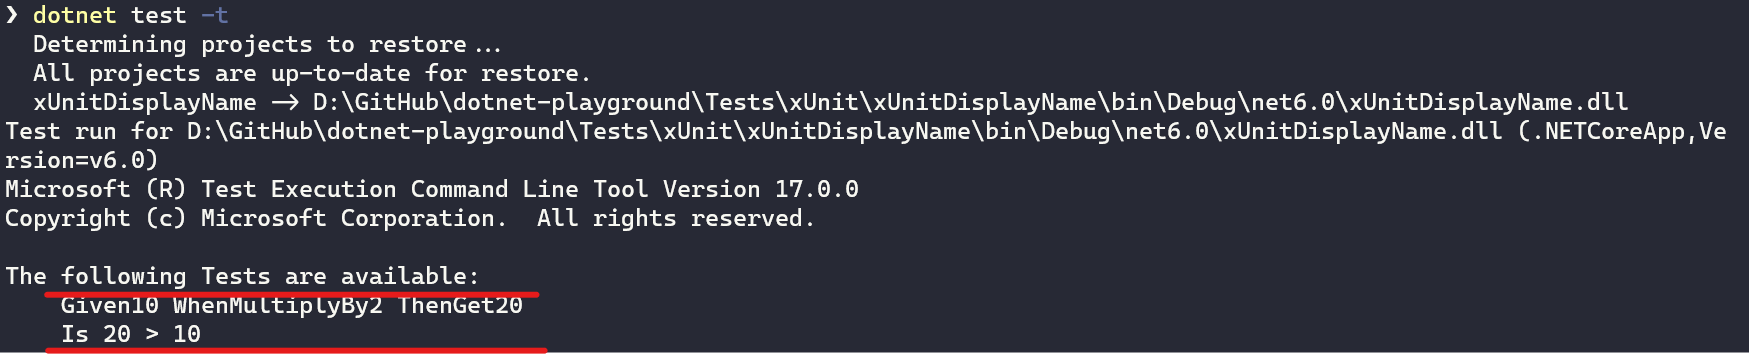 ❯ dotnet test -t
Determining projects to restore...
All projects are up-to-date for restore.
xUnitDisplayName -> D:\GitHub\dotnet-playground\Tests\xUnit\xUnitDisplayName\bin\Debug\net6.0\xUnitDisplayName.dll
Test run for D:\GitHub\dotnet-playground\Tests\xUnit\xUnitDisplayName\bin\Debug\net6.0\xUnitDisplayName.dll (.NETCoreApp,Ve
rsion=v6.0)
Microsoft (R) Test Execution Command Line Tool Version 17.0.0
Copyright (c) Microsoft Corporation.  All rights reserved.
The following Tests are available:
Given10 WhenMultiplyBy2 ThenGet20
Is 20 > 10